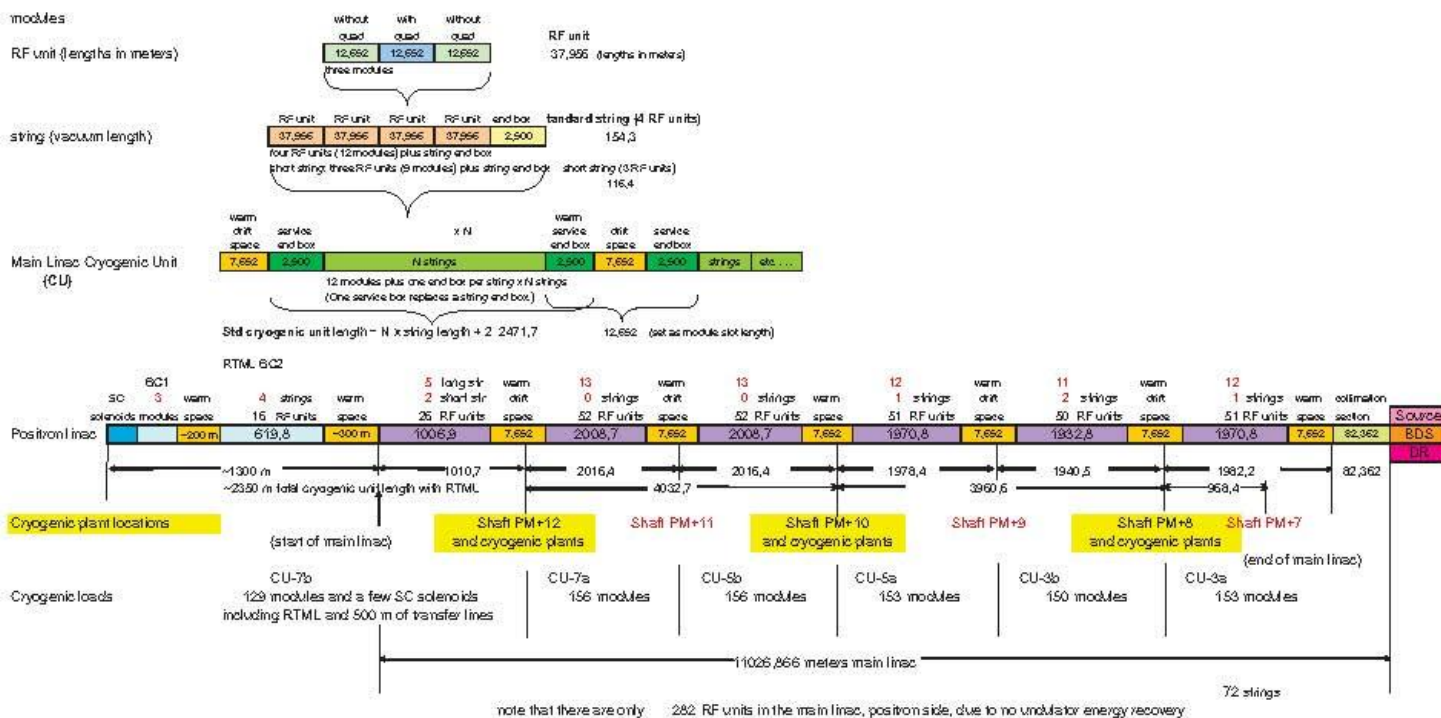 modules
without with without
quad quad quad
RF unit
RF unit (lengths in meters)
12,652 12,652 12,652
37,956 (lengths in meters)
three modules
RF unit RF unit RF unit RF unit end box tandard string (4 RF units)
string (vacuum length)
37,956 37,956 37,956 37,956 2,500
154,3
four RF units (12 modules) plus string end box
short string: three RF units (9 modules) plus string end box short string (3 RF units)
116,4
warm
drift service x N
space end box
warm
service drift service
end box space end box
Main Linac Cryogenic Unit
(CU)
7,652 2,500 N strings 2,500 7,652 2,500 strings etc ...
12 modules plus one end box per string x N strings
(One service box replaces a string end box.)
Std cryogenic unit length = N x string length + 2 2471,7
12,652 (set as module slot length)
RTML BC2
BC1
5 long str warm 13 warm 13 12 warm 11 warm 12
SC 3 warm 4 strings warm 2 short str drift 0 strings drift 0 strings warm 1 strings drift 2 strings drift 1 strings warm collimation
solenoids modules space 16 RF units space 26 RF units space 52 RF units space 52 RF units space 51 RF units space 50 RF units space 51 RF units space section
Source
Positron linac ~200 m 619,8 ~300 m 1006,9 7,652 2008,7 7,652 2008,7 7,652 1970,8 7,652 1932,8 7,652 1970,8 7,652 82,362 BDS
DR
~1300 m 1010,7 2016,4 2016,4 1978,4 1940,5 1982,2 82,362
~2350 m total cryogenic unit length with RTML 4032,7 3960,6 968,4
Cryogenic plant locations
(start of main linac)
Shaft PM+12
and cryogenic plants
Shaft PM+11
Shaft PM+10
and cryogenic plants
Shaft PM+9
Shaft PM+8
and cryogenic plants
Shaft PM+7
(end of main linac)
CU-7b CU-7a CU-5b CU-5a CU-3b CU-3a
Cryogenic loads
129 modules and a few SC solenoids 156 modules 156 modules 153 modules 150 modules 153 modules
including RTML and 500 m of transfer lines
11026,866 meters main linac
72 strings
note that there are only 282 RF units in the main linac, positron side, due to no undulator energy recovery